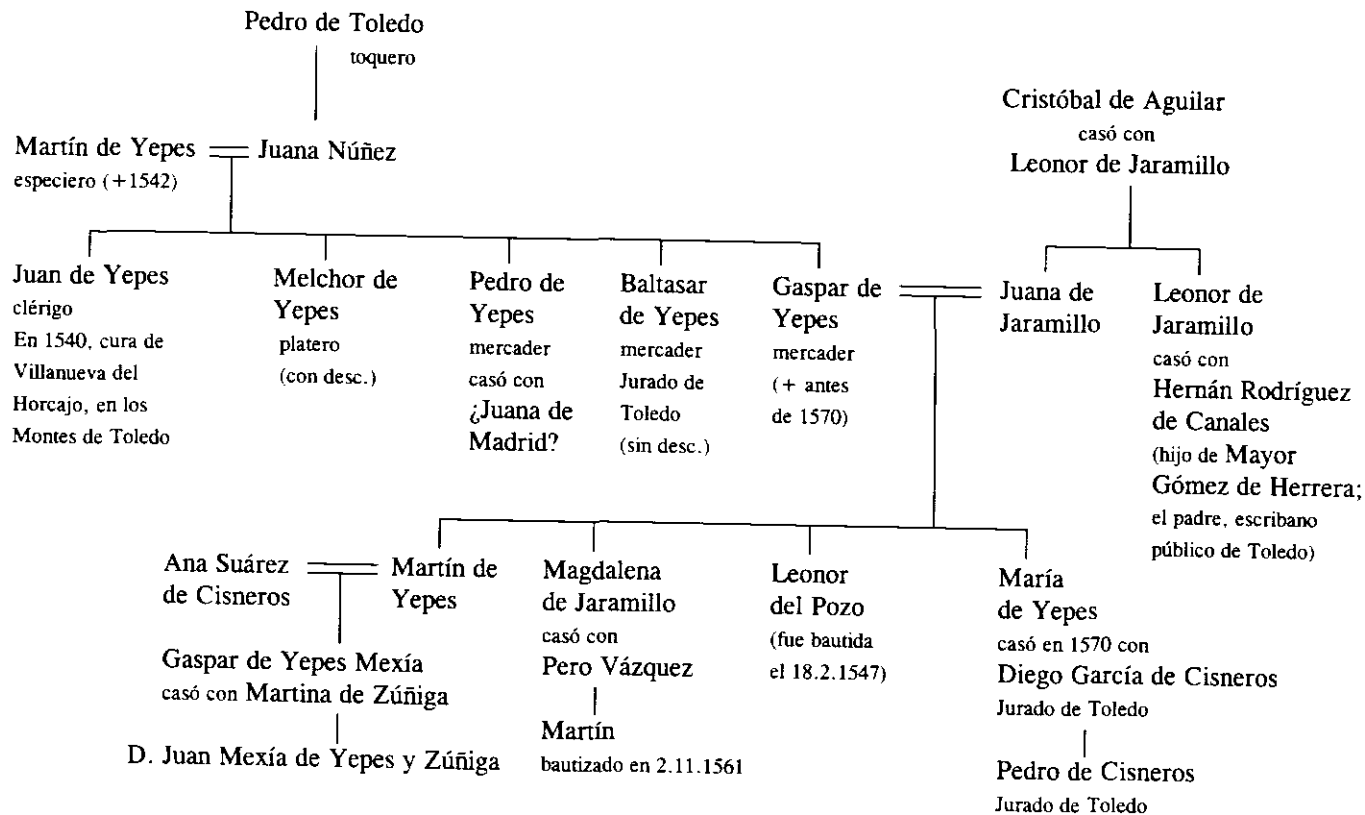 Pedro de Toledo
toquero
Martín de Yepes
especiero (+1542)
Juana Núñez
Cristóbal de Aguilar
casó con
Leonor de Jaramillo
Juan de Yepes
clérigo
En 1540, cura de
Villanueva del
Horcajo, en los
Montes de Toledo
Melchor de
Yepes
platero
(con desc.)
Pedro de
Yepes
mercader
casó con
¿Juana de
Madrid?
Baltasar
de Yepes
mercader
Jurado de
Toledo
(sin desc.)
Gaspar de
Yepes
mercader
(+ antes
de 1570)
Juana de
Jaramillo
Leonor de
Jaramillo
casó con
Hernán Rodríguez
de Canales
(hijo de Mayor
Gómez de Herrera;
el padre, escribano
público de Toledo)
Ana Suárez
de Cisneros
Martín de
Yepes
Gaspar de Yepes Mexía
casó con Martina de Zúñiga
D. Juan Mexía de Yepes y Zúñiga
Magdalena
de Jaramillo
casó con
Pero Vázquez
Martín
bautizado en 2.11.1561
Leonor
del Pozo
(fue bautida
el 18.2.1547)
María
de Yepes
casó en 1570 con
Diego García de Cisneros
Jurado de Toledo
Pedro de Cisneros
Jurado de Toledo